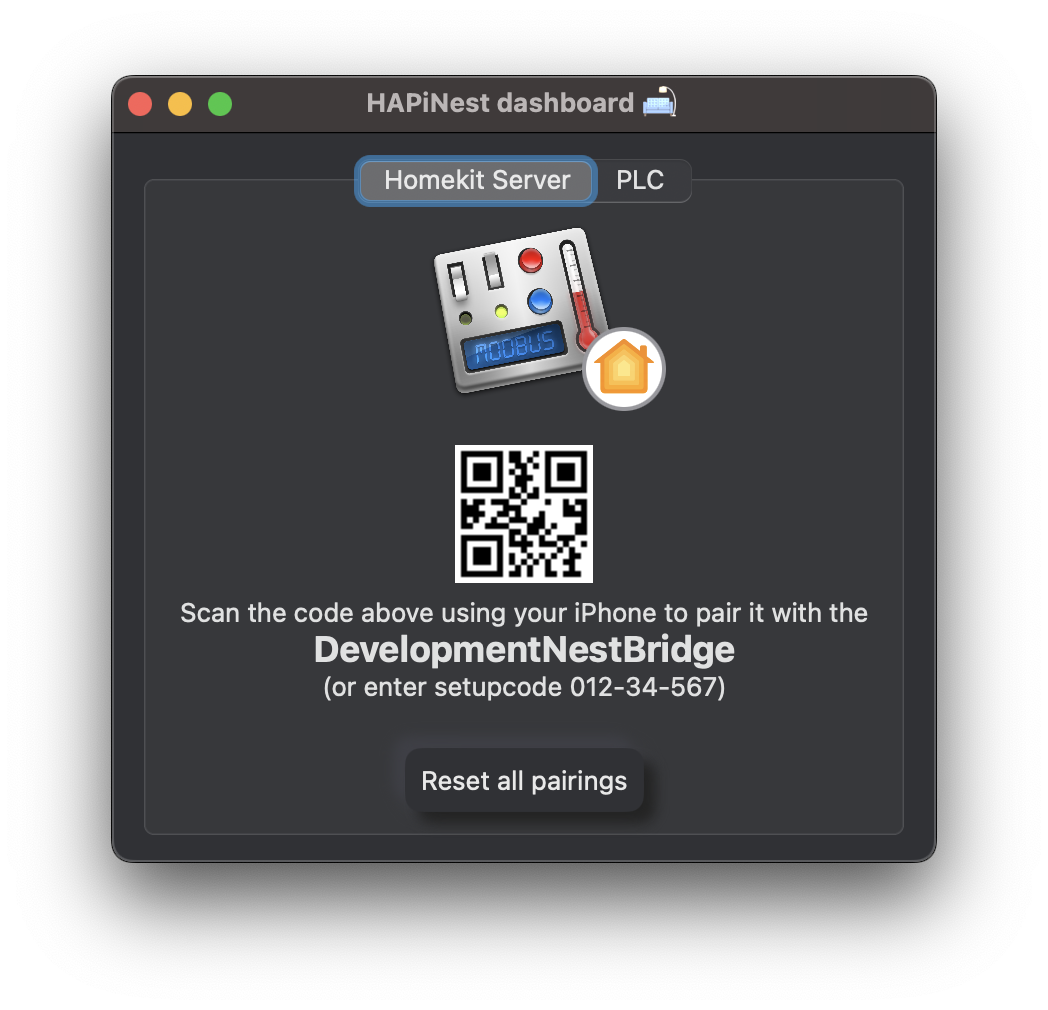 HAPiNest dashboard
Homekit Server
PLC
MODBUS
Scan the code above using your iPhone to pair it with the
DevelopmentNestBridge
(or enter setupcode 012-34-567)
Reset all pairings